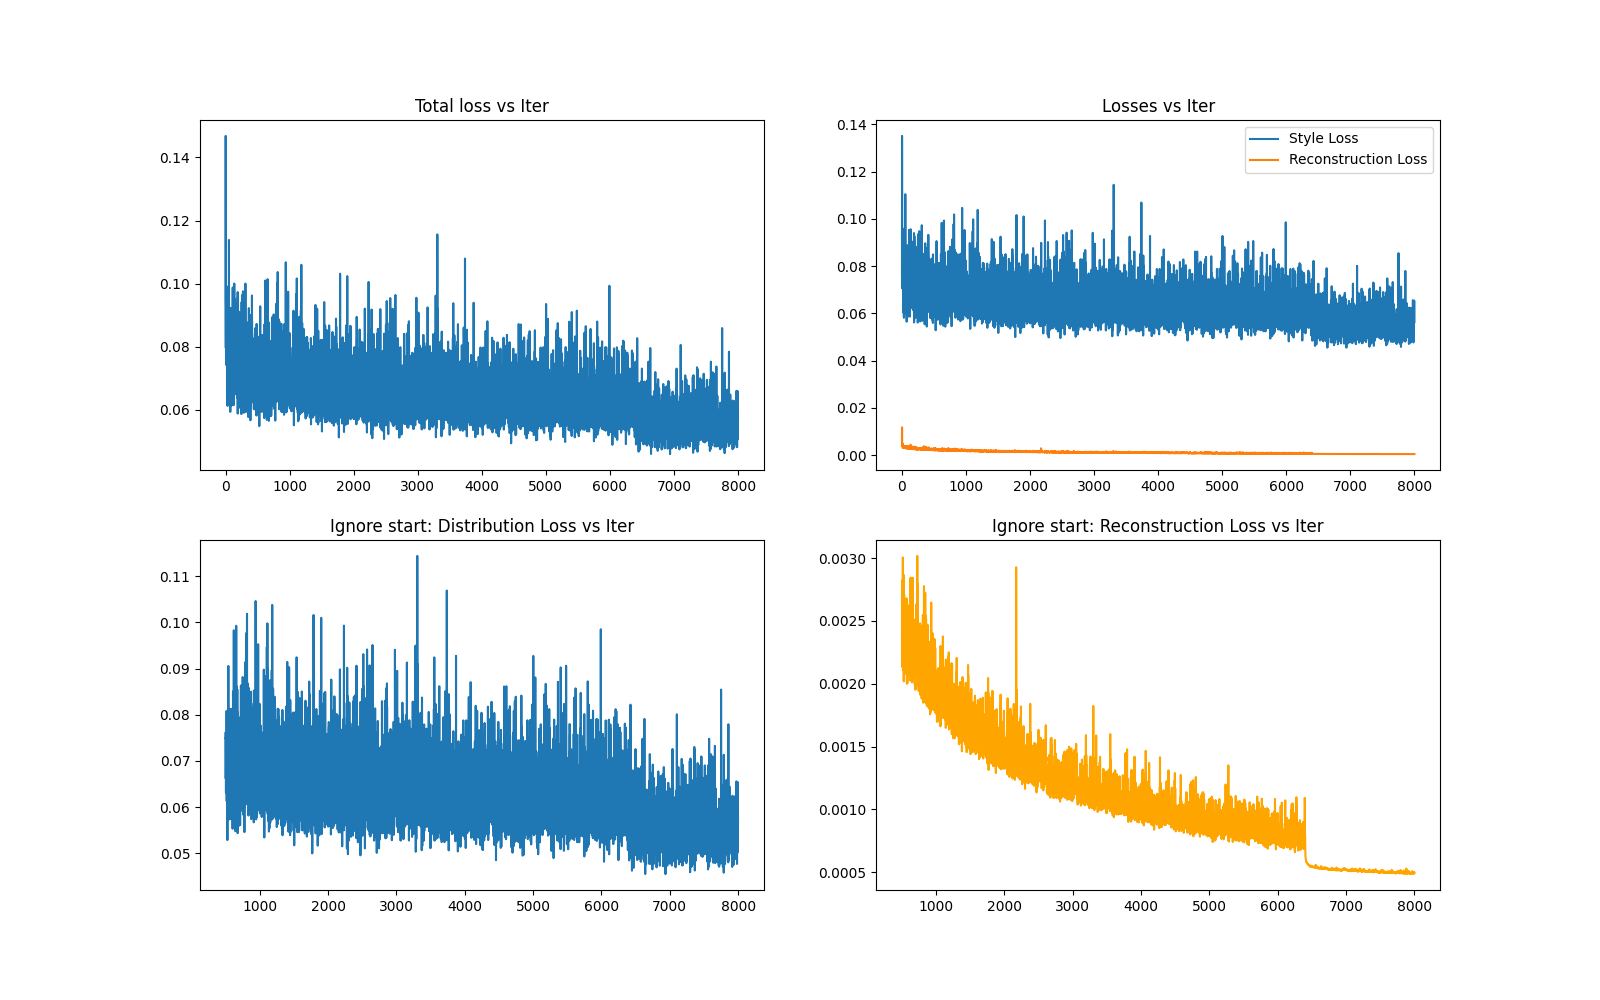 Total loss vs Iter
0.14
0.12
0.10
0.08
0.06
0 1000 2000 3000 4000 5000 6000 7000 8000
Losses vs Iter
Style Loss
Reconstruction Loss
0.14
0.12
0.10
0.08
0.06
0.04
0.02
0.00
0 1000 2000 3000 4000 5000 6000 7000 8000
Ignore start: Distribution Loss vs Iter
0.11
0.10
0.09
0.08
0.07
0.06
0.05
1000 2000 3000 4000 5000 6000 7000 8000
Ignore start: Reconstruction Loss vs Iter
0.0030
0.0025
0.0020
0.0015
0.0010
0.0005
1000 2000 3000 4000 5000 6000 7000 8000